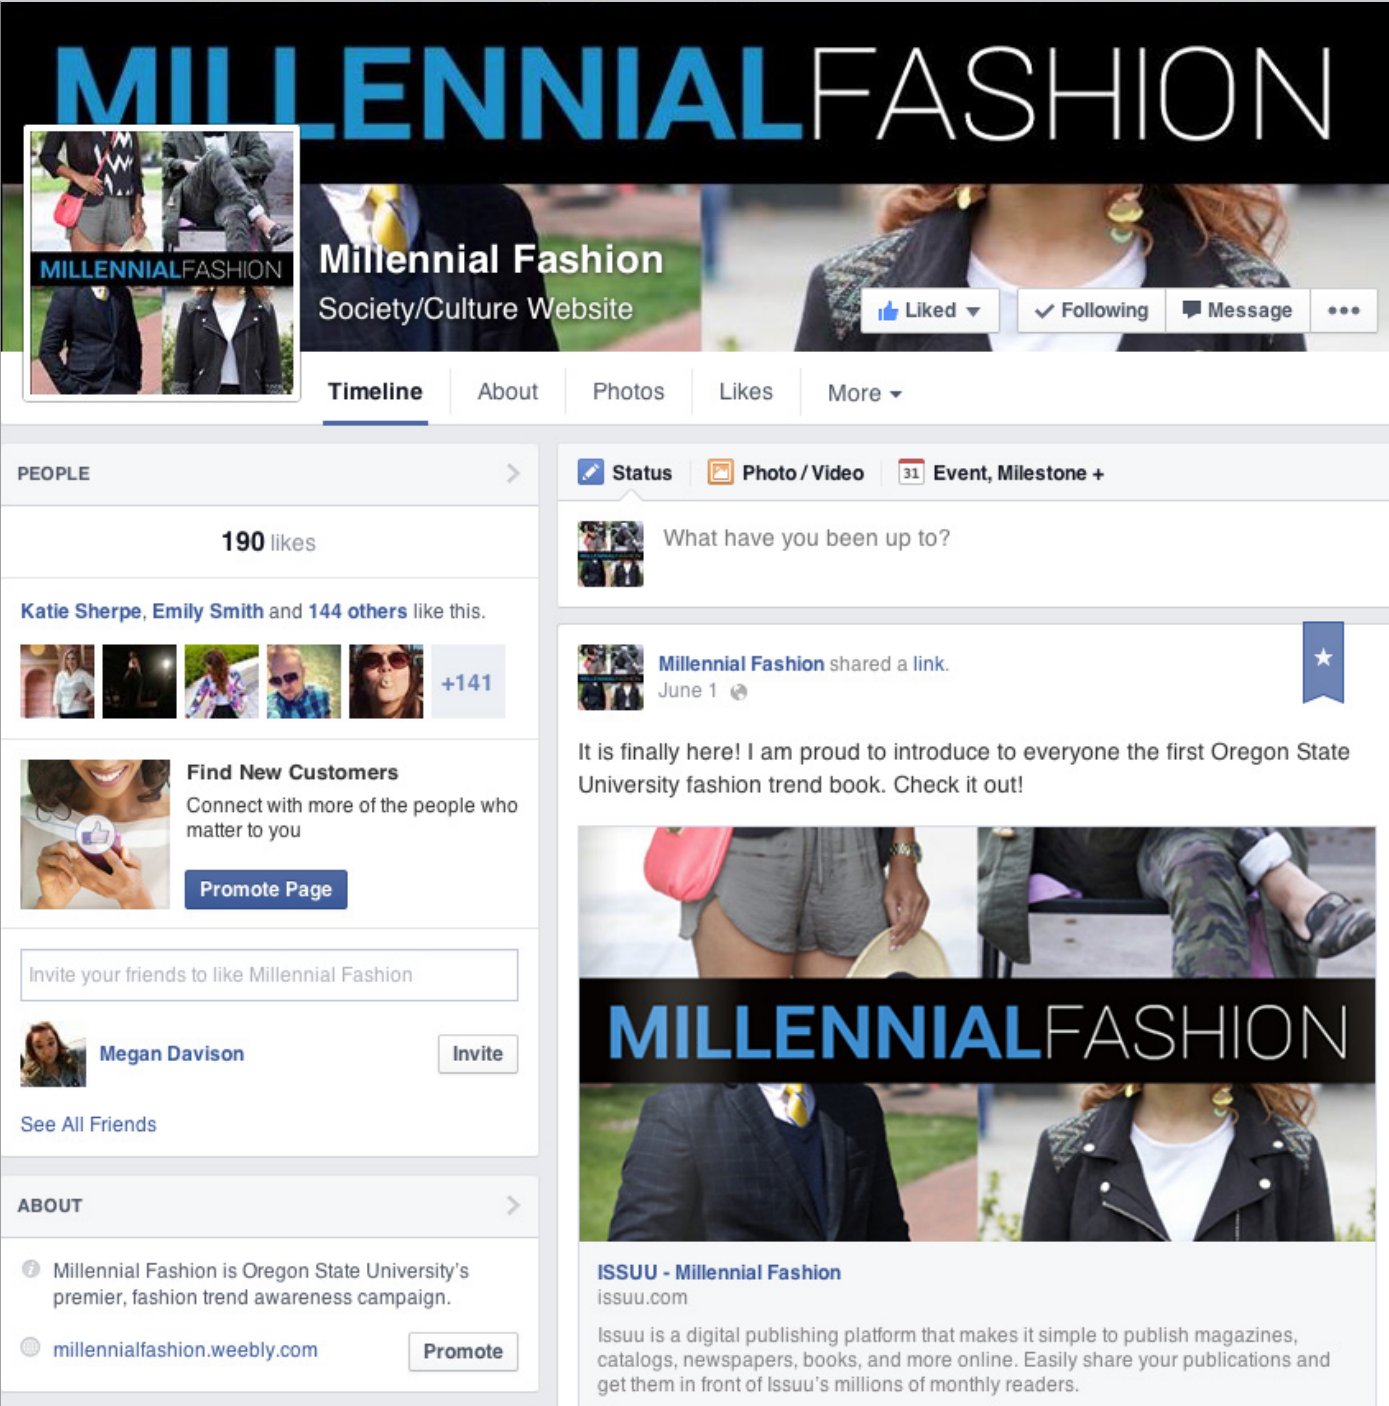 MILLENNIALFASHION
MILLENNIALFASHION
Millennial Fashion
Society/Culture Website
Liked
Following
Message
Timeline
About
Photos
Likes
More
PEOPLE
190 likes
Katie Sherpe, Emily Smith and 144 others like this.
+141
Find New Customers
Connect with more of the people who
matter to you
Promote Page
Invite your friends to like Millennial Fashion
Megan Davison
Invite
See All Friends
ABOUT
Millennial Fashion is Oregon State University's
premier, fashion trend awareness campaign.
millennialfashion.weebly.com
Promote
Status
Photo / Video
31
Event, Milestone +
What have you been up to?
MILLENNIALFASHION
Millennial Fashion shared a link.
June 1
MILLENNIALFASHION
It is finally here! I am proud to introduce to everyone the first Oregon State
University fashion trend book. Check it out!
MILLENNIALFASHION
ISSUU - Millennial Fashion
issuu.com
Issuu is a digital publishing platform that makes it simple to publish magazines,
catalogs, newspapers, books, and more online. Easily share your publications and
get them in front of Issuu's millions of monthly readers.